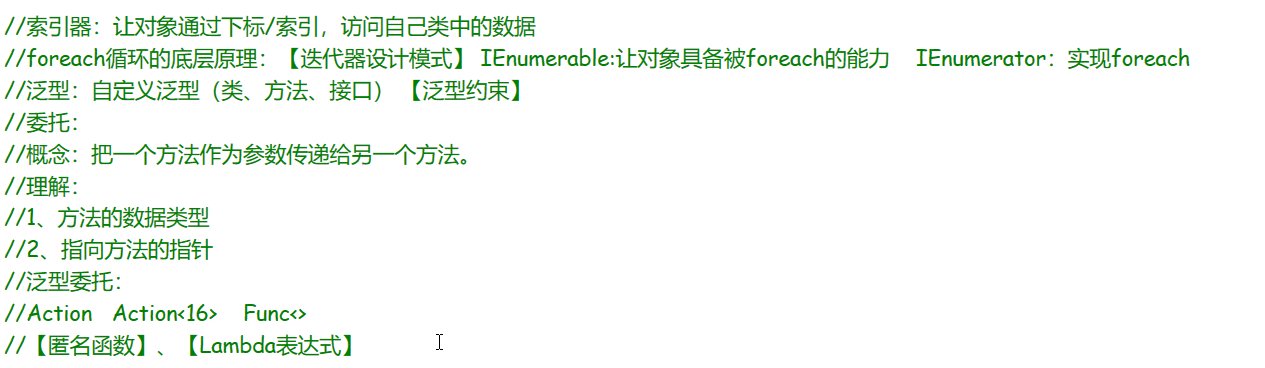 //索引器：让对象通过下标/索引，访问自己类中的数据
//foreach循环的底层原理：【迭代器设计模式】 IEnumerable:让对象具备被foreach的能力    IEnumerator：实现foreach
//泛型：自定义泛型（类、方法、接口） 【泛型约束】
//委托：
//概念：把一个方法作为参数传递给另一个方法。
//理解：
//1、方法的数据类型
//2、指向方法的指针
//泛型委托：
//Action   Action<16>    Func<>
//【匿名函数】、【Lambda表达式】